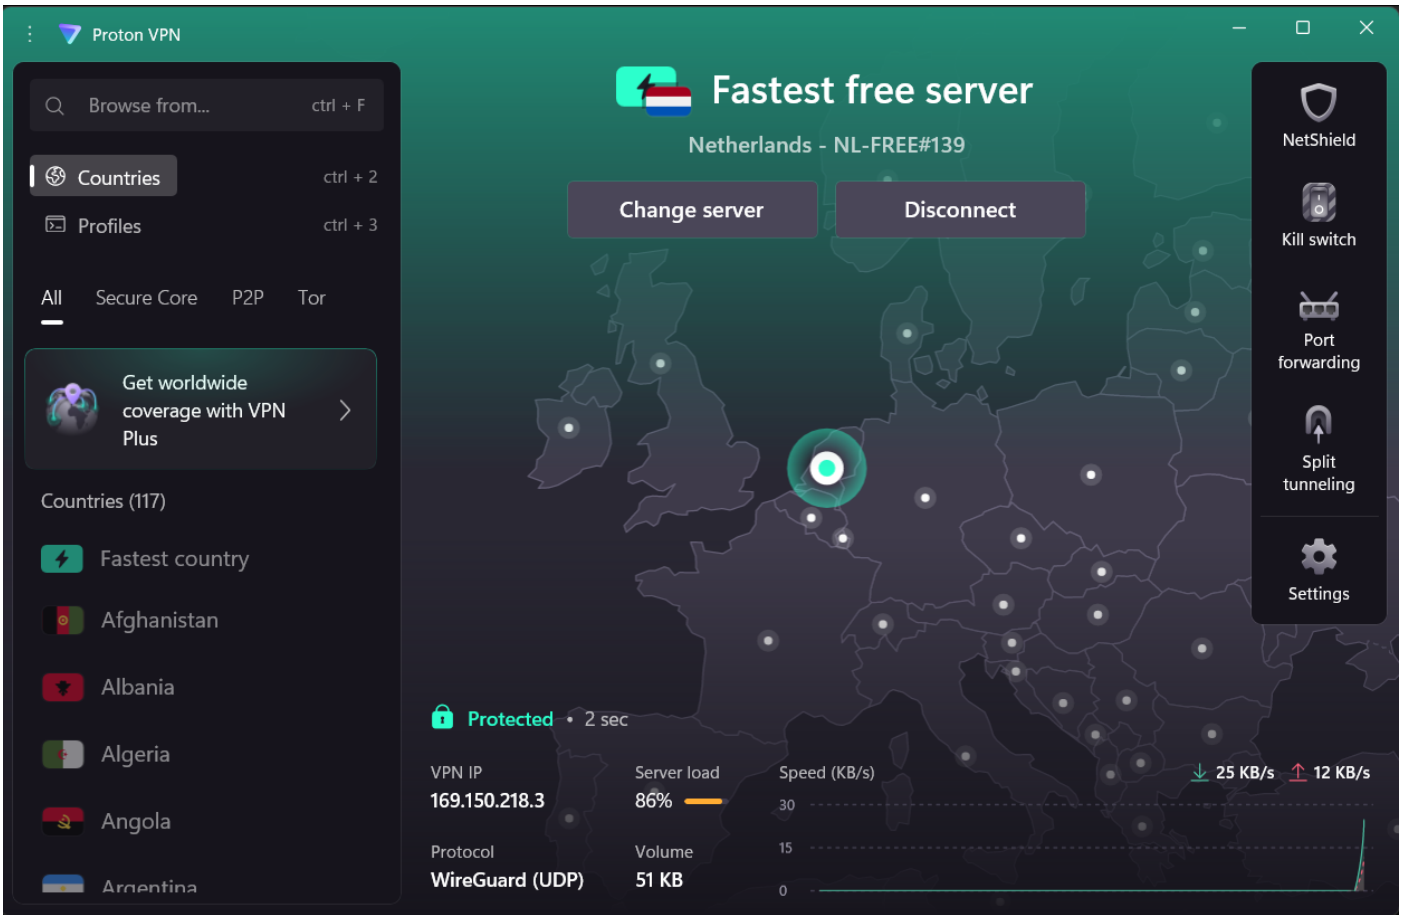 Proton VPN
Browse from...
ctrl + F
Countries
ctrl + 2
Profiles
ctrl + 3
All
Secure Core
P2P
Tor
Get worldwide
coverage with VPN
Plus
Countries (117)
Fastest country
Afghanistan
Albania
Algeria
Angola
Argentina
Fastest free server
Netherlands - NL-FREE#139
Change server
Disconnect
Protected • 2 sec
VPN IP
169.150.218.3
Server load
86%
Protocol
WireGuard (UDP)
Volume
51 KB
Speed (KB/s)
25 KB/s
12 KB/s
30
15
0
NetShield
Kill switch
Port
forwarding
Split
tunneling
Settings